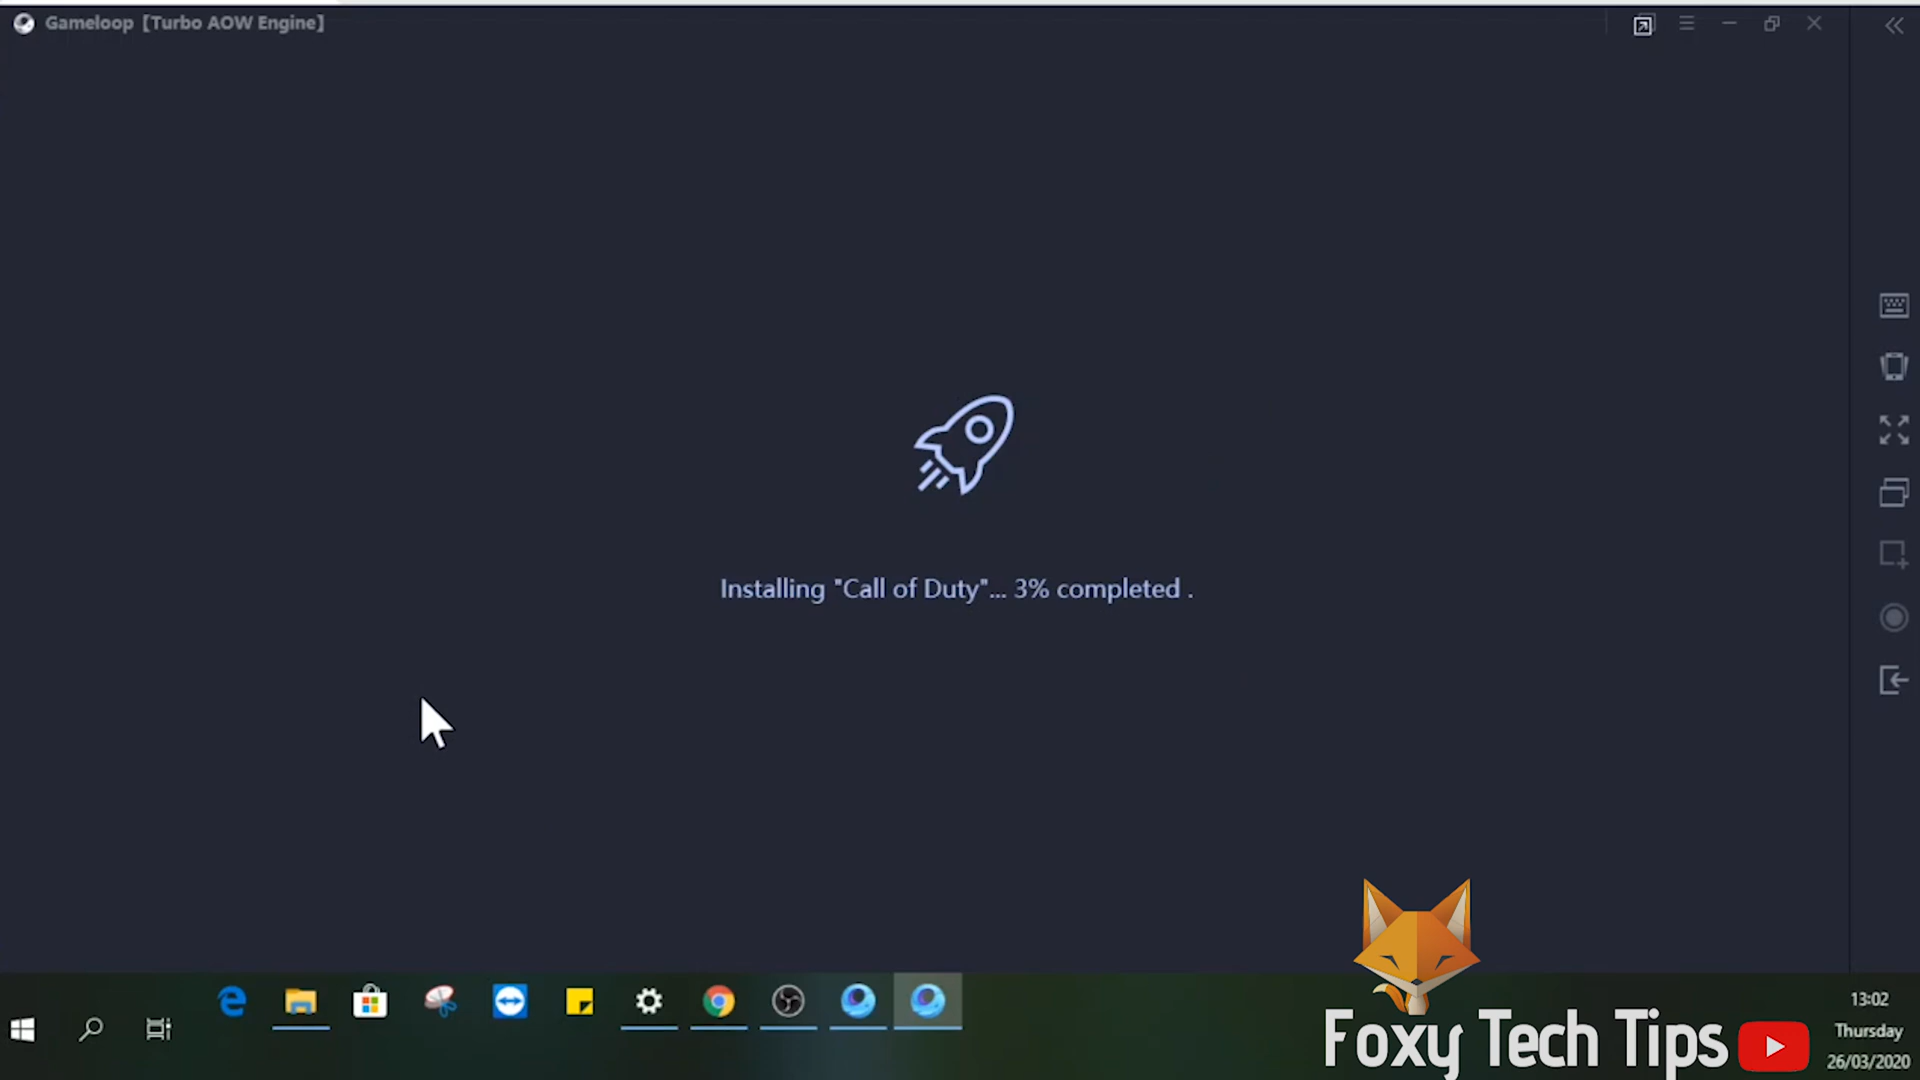 Gameloop【Turbo AOW Engine】
Installing "Call of Duty"... 3% completed .
Foxy Tech Tips
13:02
Thursday
26/03/2020